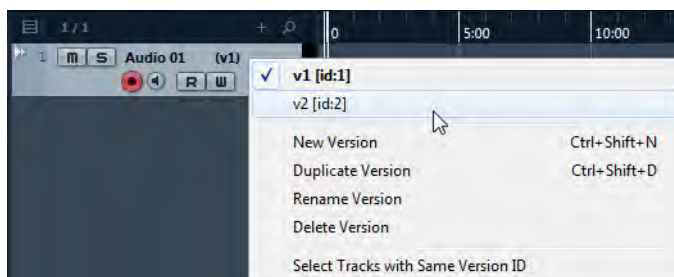 1/1 + 0 5:00 10:00
1 m S Audio 01 (v1)
R W
✓ v1 [id:1]
v2 [id:2]
New Version Ctrl+Shift+N
Duplicate Version Ctrl+Shift+D
Rename Version
Delete Version
Select Tracks with Same Version ID